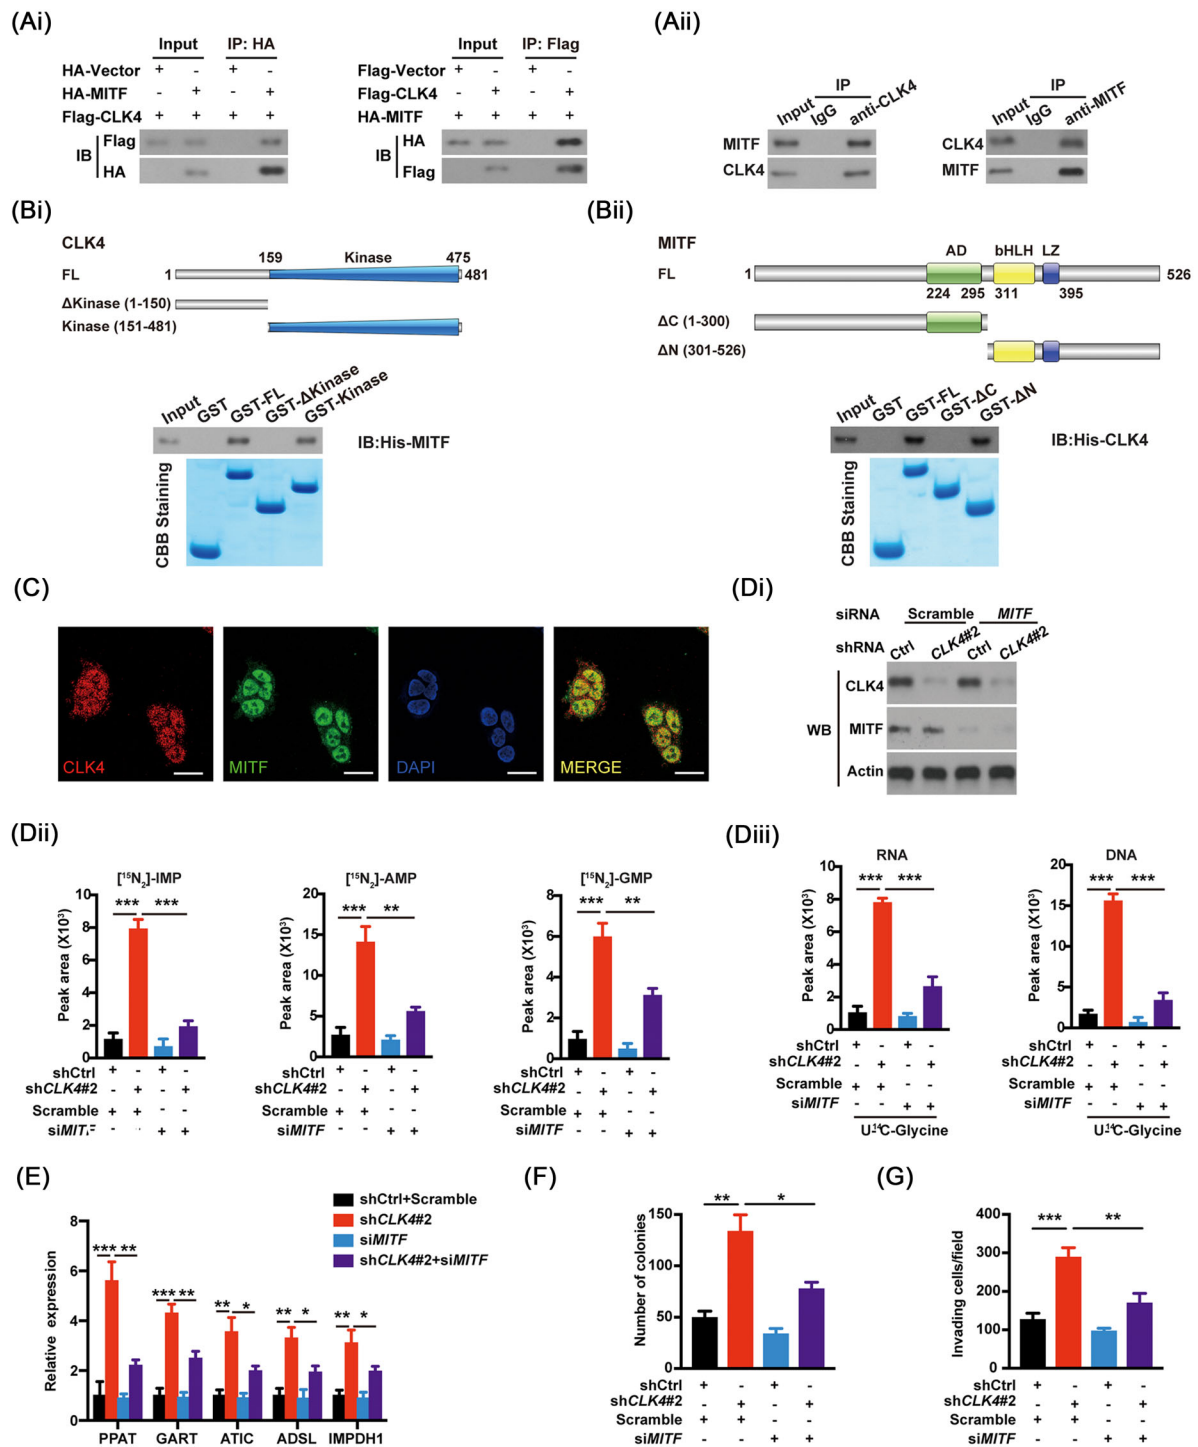 (Ai)
Input IP: HA
HA-Vector + - + -
HA-MITF - + - +
Flag-CLK4 + + + +
IB
Flag
HA
Input IP: Flag
Flag-Vector + - + -
Flag-CLK4 - + - +
HA-MITF + + + +
IB
HA
Flag
(Aii)
IP
Input IgG anti-CLK4
MITF
CLK4
IP
Input IgG anti-MITF
CLK4
MITF
(Bi)
CLK4
159 Kinase 475
FL 1 481
ΔKinase (1-150)
Kinase (151-481)
Input GST GST-FL GST-ΔKinase GST-Kinase
IB:His-MITF
CBB Staining
(Bii)
MITF
AD bHLH LZ
FL 1 526
224 295 311 395
ΔC (1-300)
ΔN (301-526)
Input GST GST-FL GST-ΔC GST-ΔN
IB:His-CLK4
CBB Staining
(C)
CLK4 MITF DAPI MERGE
(Di)
siRNA Scramble MITF
shRNA Ctrl CLK4#2 Ctrl CLK4#2
WB
CLK4
MITF
Actin
(Dii)
[¹⁵N₂]-IMP
Peak area (X10³)
10
8
6
4
2
0
*** ***
[¹⁵N₂]-AMP
Peak area (X10³)
20
15
10
5
0
*** **
[¹⁵N₂]-GMP
Peak area (X10³)
8
6
4
2
0
*** **
shCtrl + - + -
shCLK4#2 - + - +
Scramble + + - -
siMITF - - + +
shCtrl + - + -
shCLK4#2 - + - +
Scramble + + - -
siMITF - - + +
shCtrl + - + -
shCLK4#2 - + - +
Scramble + + - -
siMITF - - + +
(Diii)
RNA
Peak area (X10³)
10
8
6
4
2
0
*** ***
shCtrl + - + -
shCLK4#2 - + - +
Scramble + + - -
siMITF - - + +
U-¹⁴C-Glycine
DNA
Peak area (X10³)
20
15
10
5
0
*** ***
shCtrl + - + -
shCLK4#2 - + - +
Scramble + + - -
siMITF - - + +
U-¹⁴C-Glycine
(E)
shCtrl+Scramble
shCLK4#2
siMITF
shCLK4#2+siMITF
Relative expression
8
6
4
2
0
*** ** *** ** ** * ** * ** *
PPAT GART ATIC ADSL IMPDH1
(F)
Number of colonies
150
100
50
0
** *
shCtrl + - + -
shCLK4#2 - + - +
Scramble + + - -
siMITF - - + +
(G)
Invading cells/field
400
300
200
100
0
*** **
shCtrl + - + -
shCLK4#2 - + - +
Scramble + + - -
siMITF - - + +